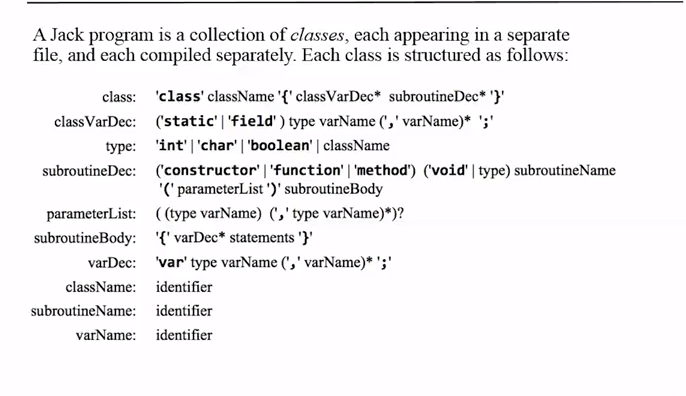 A Jack program is a collection of classes, each appearing in a separate
file, and each compiled separately. Each class is structured as follows:
class: 'class' className '{' classVarDec* subroutineDec* '}'
classVarDec: ('static' | 'field' ) type varName (',' varName)* ';'
type: 'int' | 'char' | 'boolean' | className
subroutineDec: ('constructor' | 'function' | 'method') ('void' | type) subroutineName
'(' parameterList ')' subroutineBody
parameterList: ( (type varName) (',' type varName)*)?
subroutineBody: '{' varDec* statements '}'
varDec: 'var' type varName (',' varName)* ';'
className: identifier
subroutineName: identifier
varName: identifier